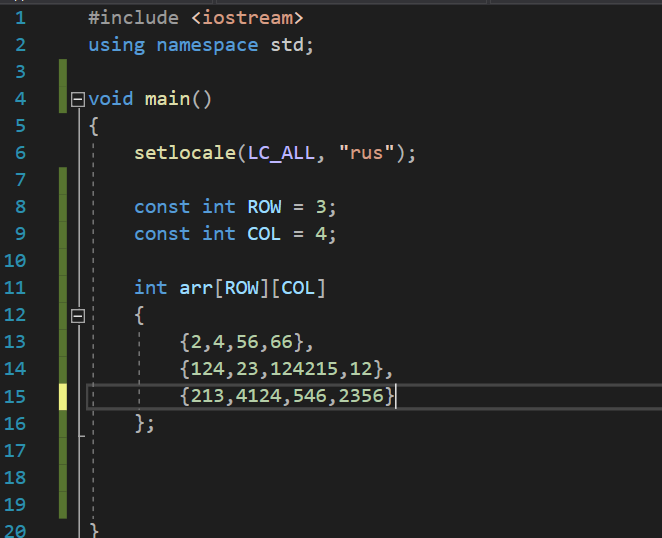 1 #include <iostream>
2 using namespace std;
3
4 void main()
5 {
6 setlocale(LC_ALL, "rus");
7
8 const int ROW = 3;
9 const int COL = 4;
10
11 int arr[ROW][COL]
12 {
13 {2,4,56,66},
14 {124,23,124215,12},
15 {213,4124,546,2356}
16 };
17
18
19
20 }